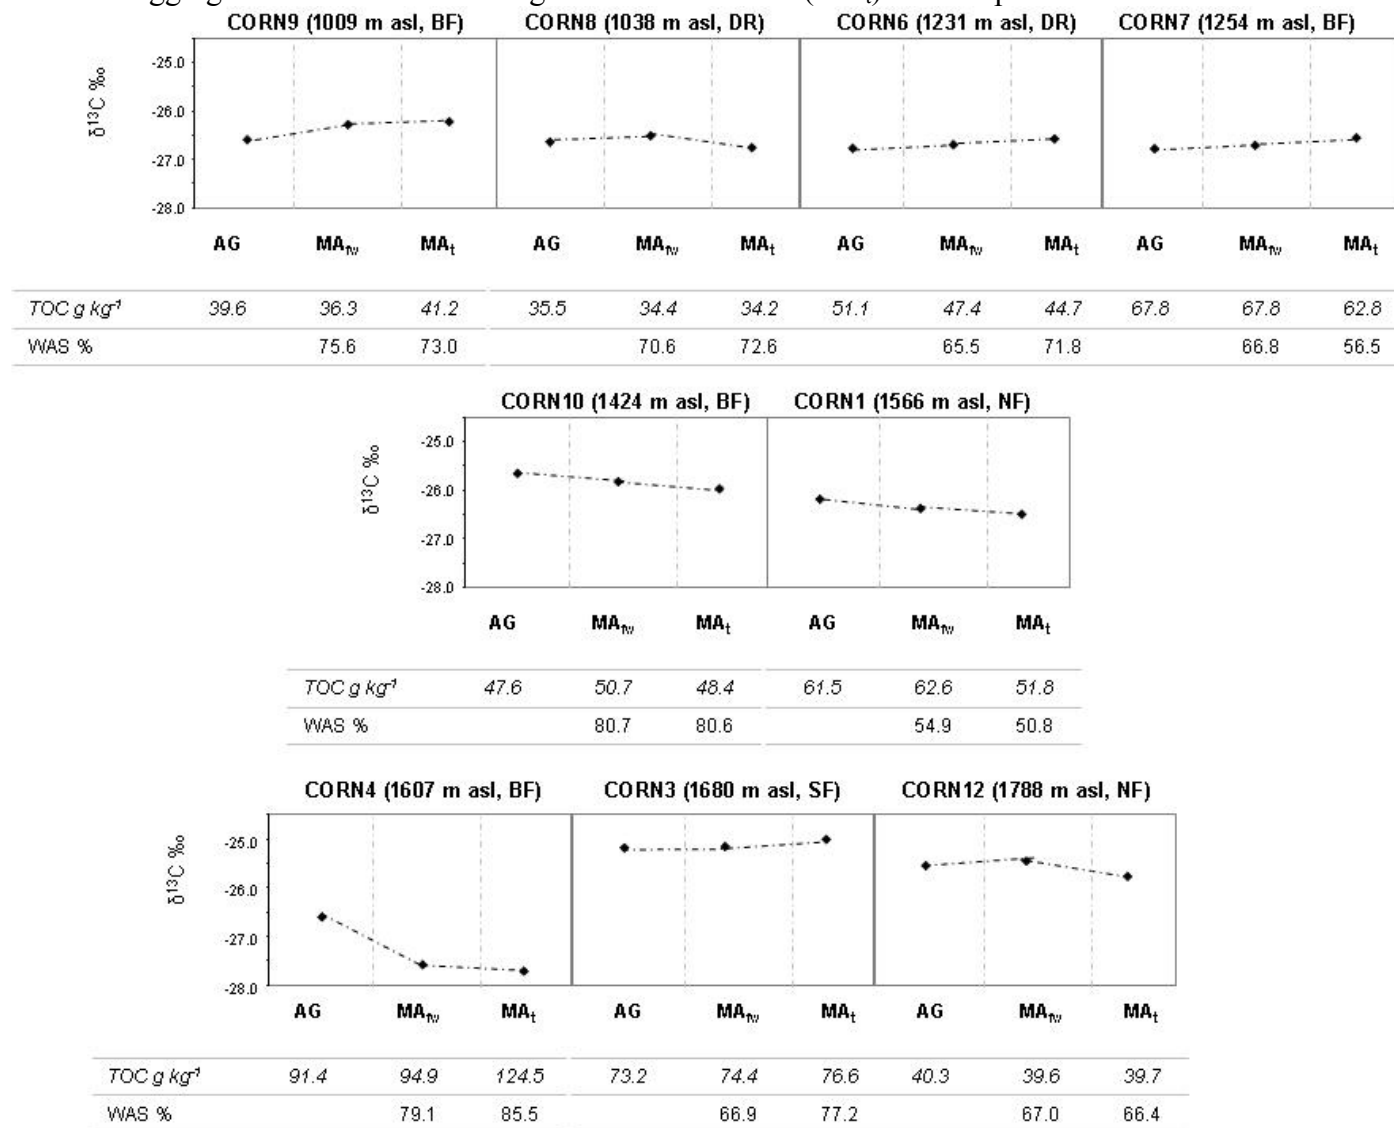 CORN9 (1009 m asl, BF) CORN8 (1038 m asl, DR) CORN6 (1231 m asl, DR) CORN7 (1254 m asl, BF)
δ¹³C ‰
-25.0
-26.0
-27.0
-28.0
AG MAfw MAt AG MAfw MAt AG MAfw MAt AG MAfw MAt
TOC g kg⁻¹ 39.6 36.3 41.2 35.5 34.4 34.2 51.1 47.4 44.7 67.8 67.8 62.8
WAS % 75.6 73.0 70.6 72.6 65.5 71.8 66.8 56.5
CORN10 (1424 m asl, BF) CORN1 (1566 m asl, NF)
δ¹³C ‰
-25.0
-26.0
-27.0
-28.0
AG MAfw MAt AG MAfw MAt
TOC g kg⁻¹ 47.6 50.7 48.4 61.5 62.6 51.8
WAS % 80.7 80.6 54.9 50.8
CORN4 (1607 m asl, BF) CORN3 (1680 m asl, SF) CORN12 (1788 m asl, NF)
δ¹³C ‰
-25.0
-26.0
-27.0
-28.0
AG MAfw MAt AG MAfw MAt AG MAfw MAt
TOC g kg⁻¹ 91.4 94.9 124.5 73.2 74.4 76.6 40.3 39.6 39.7
WAS % 79.1 85.5 66.9 77.2 67.0 66.4